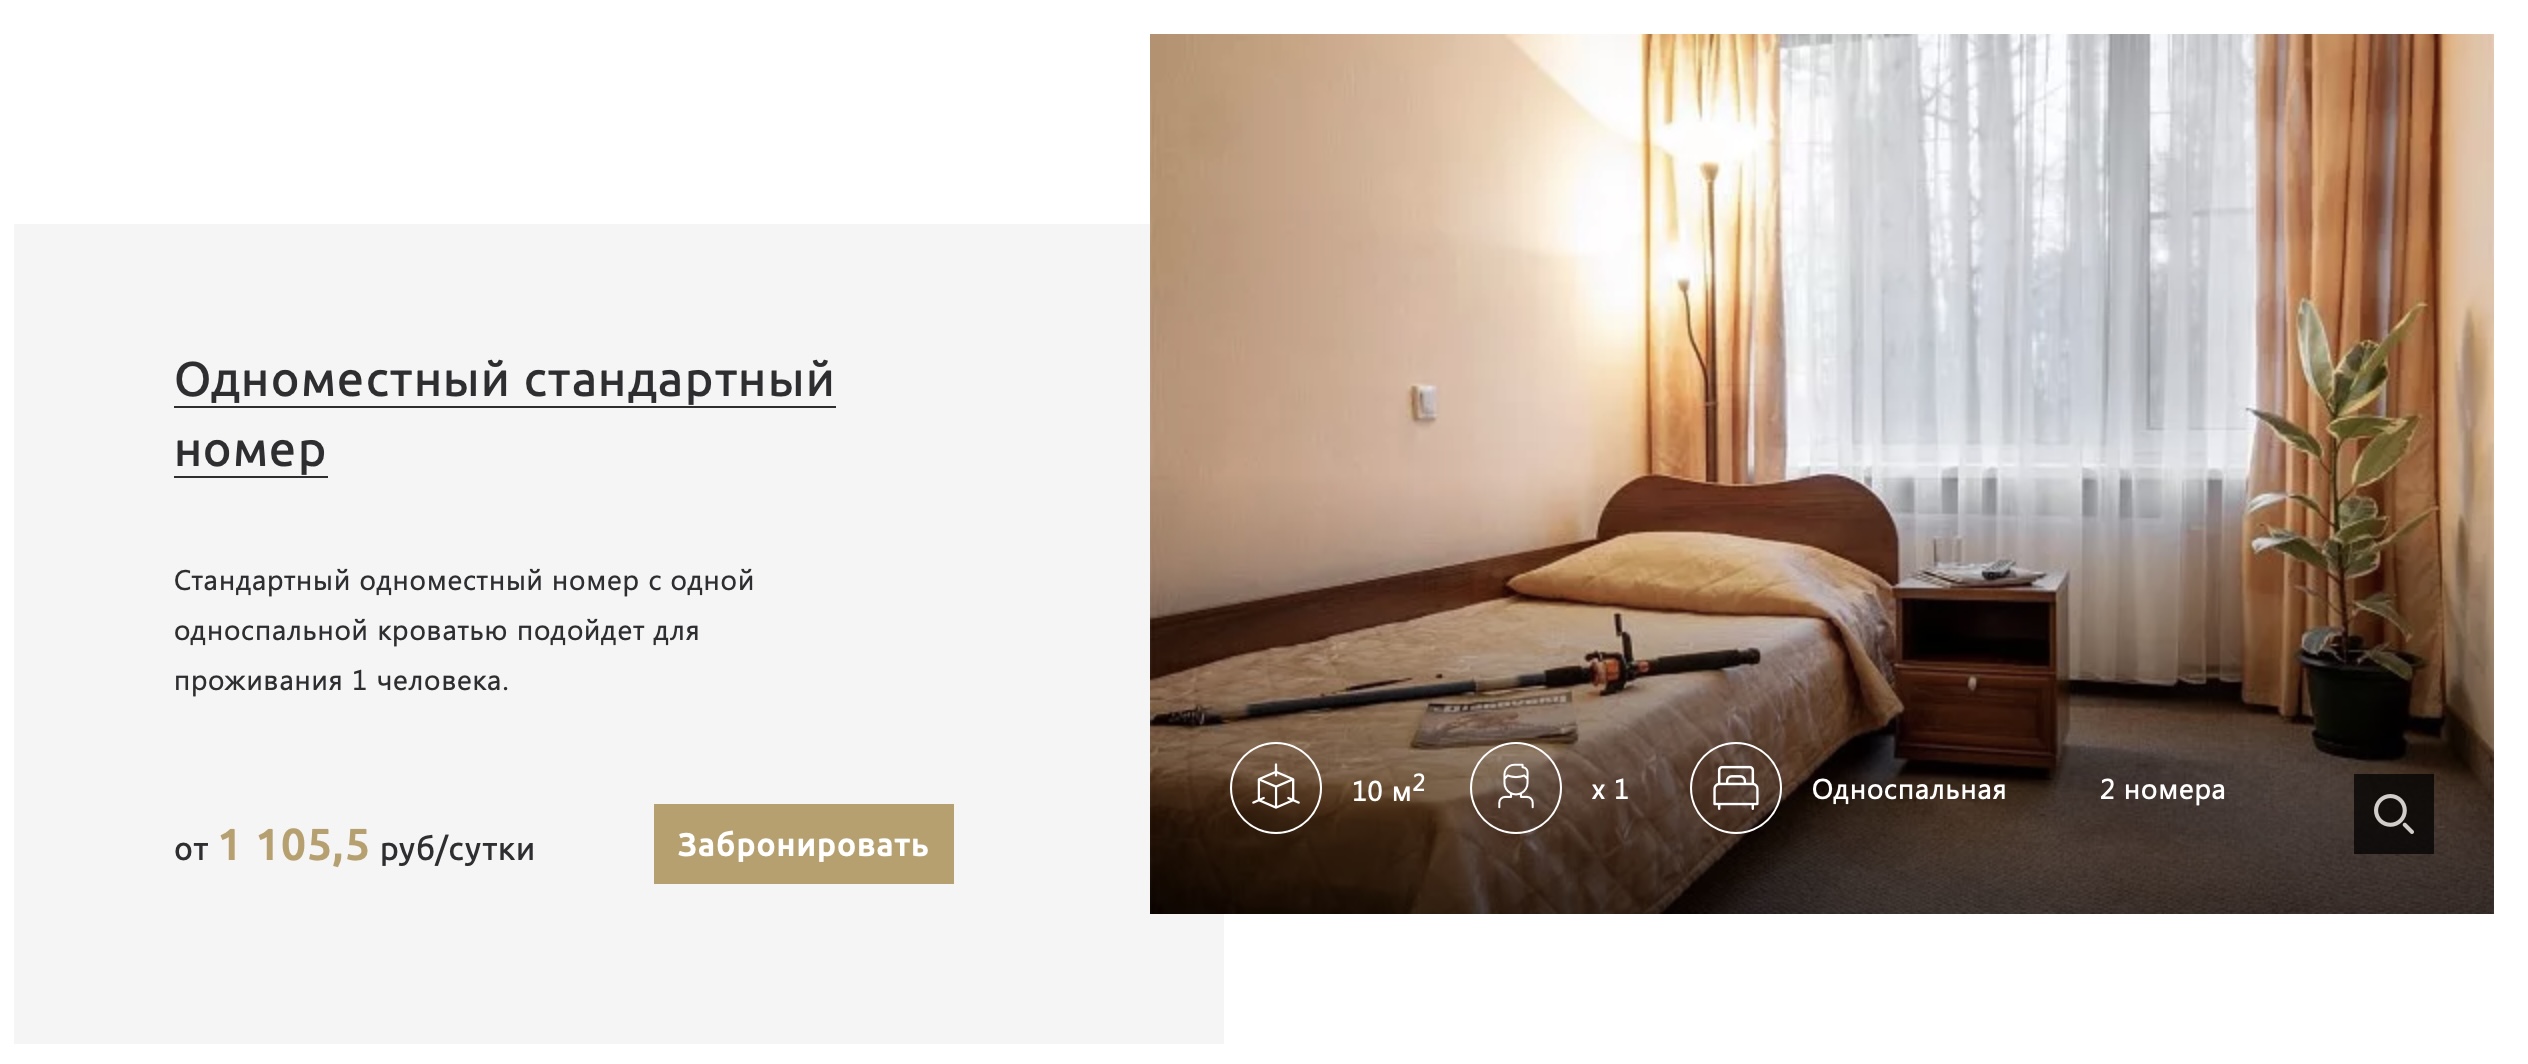 Одноместный стандартный
номер
Стандартный одноместный номер с одной
односпальной кроватью подойдет для
проживания 1 человека.
от 1 105,5 руб/сутки
Забронировать
10 м²
x 1
Односпальная
2 номера